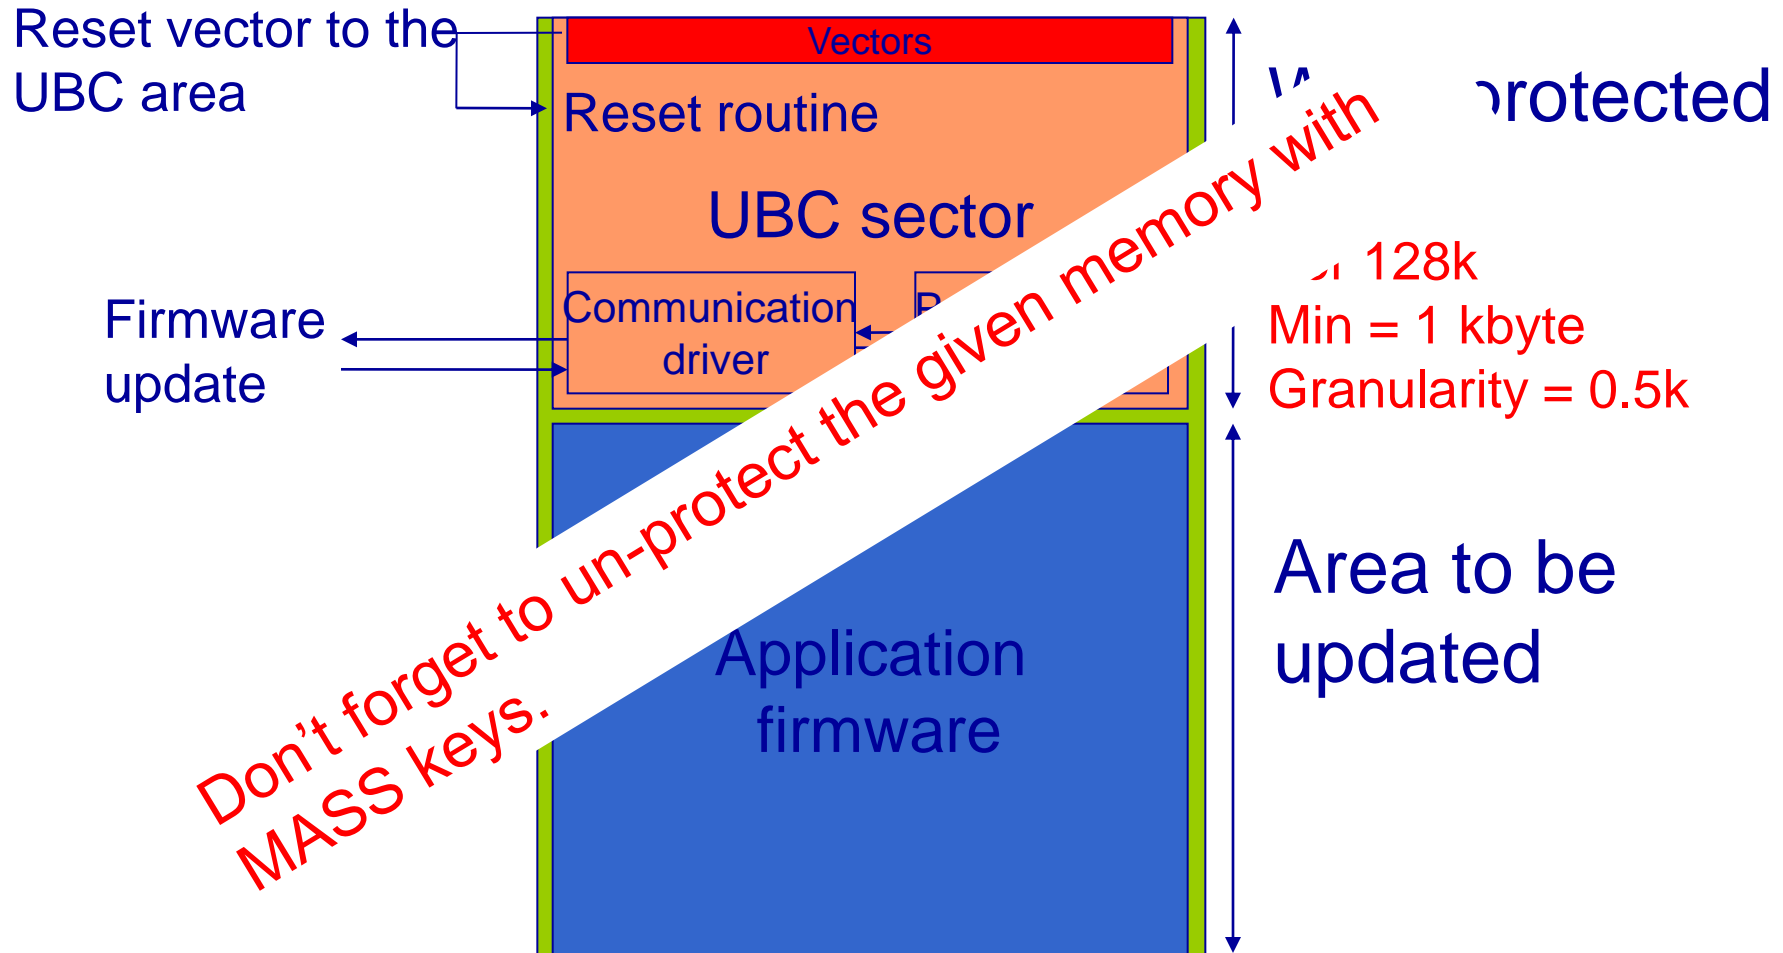 Reset vector to the
UBC area
Vectors
Reset routine
UBC sector
Communication
driver
Firmware
update
128k
Min = 1 kbyte
Granularity = 0.5k
Don’t forget to un-protect the given memory with
MASS keys.
Area to be
updated
Application
firmware